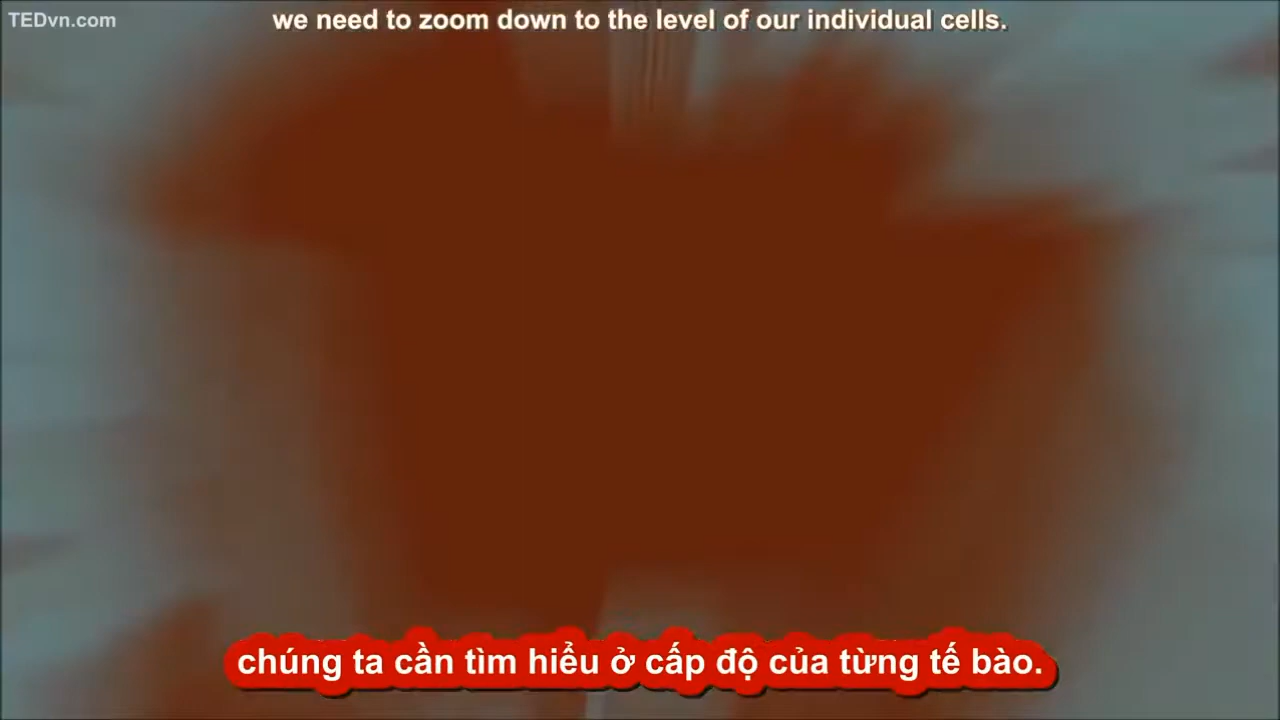 TEDvn.com
we need to zoom down to the level of our individual cells.
chúng ta cần tìm hiểu ở cấp độ của từng tế bào.